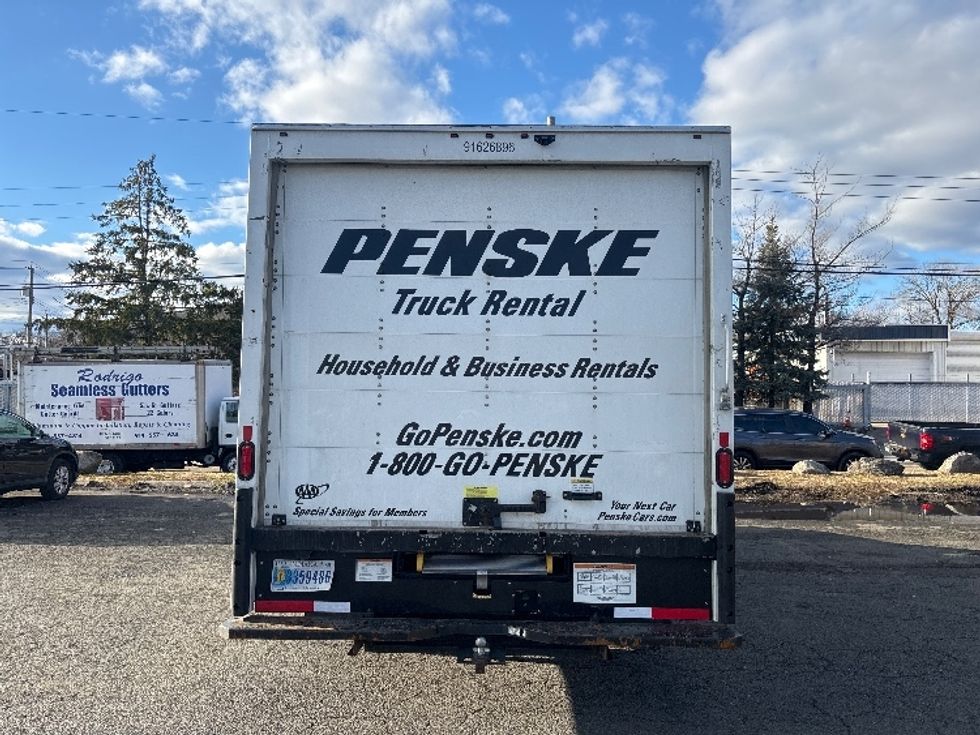 91626896
PENSKE
Truck Rental
Household & Business Rentals
GoPenske.com
1-800-GO-PENSKE
AAA
Special Savings for Members
Your Next Car
PenskeCars.com
Rodrigo
Seamless Gutters